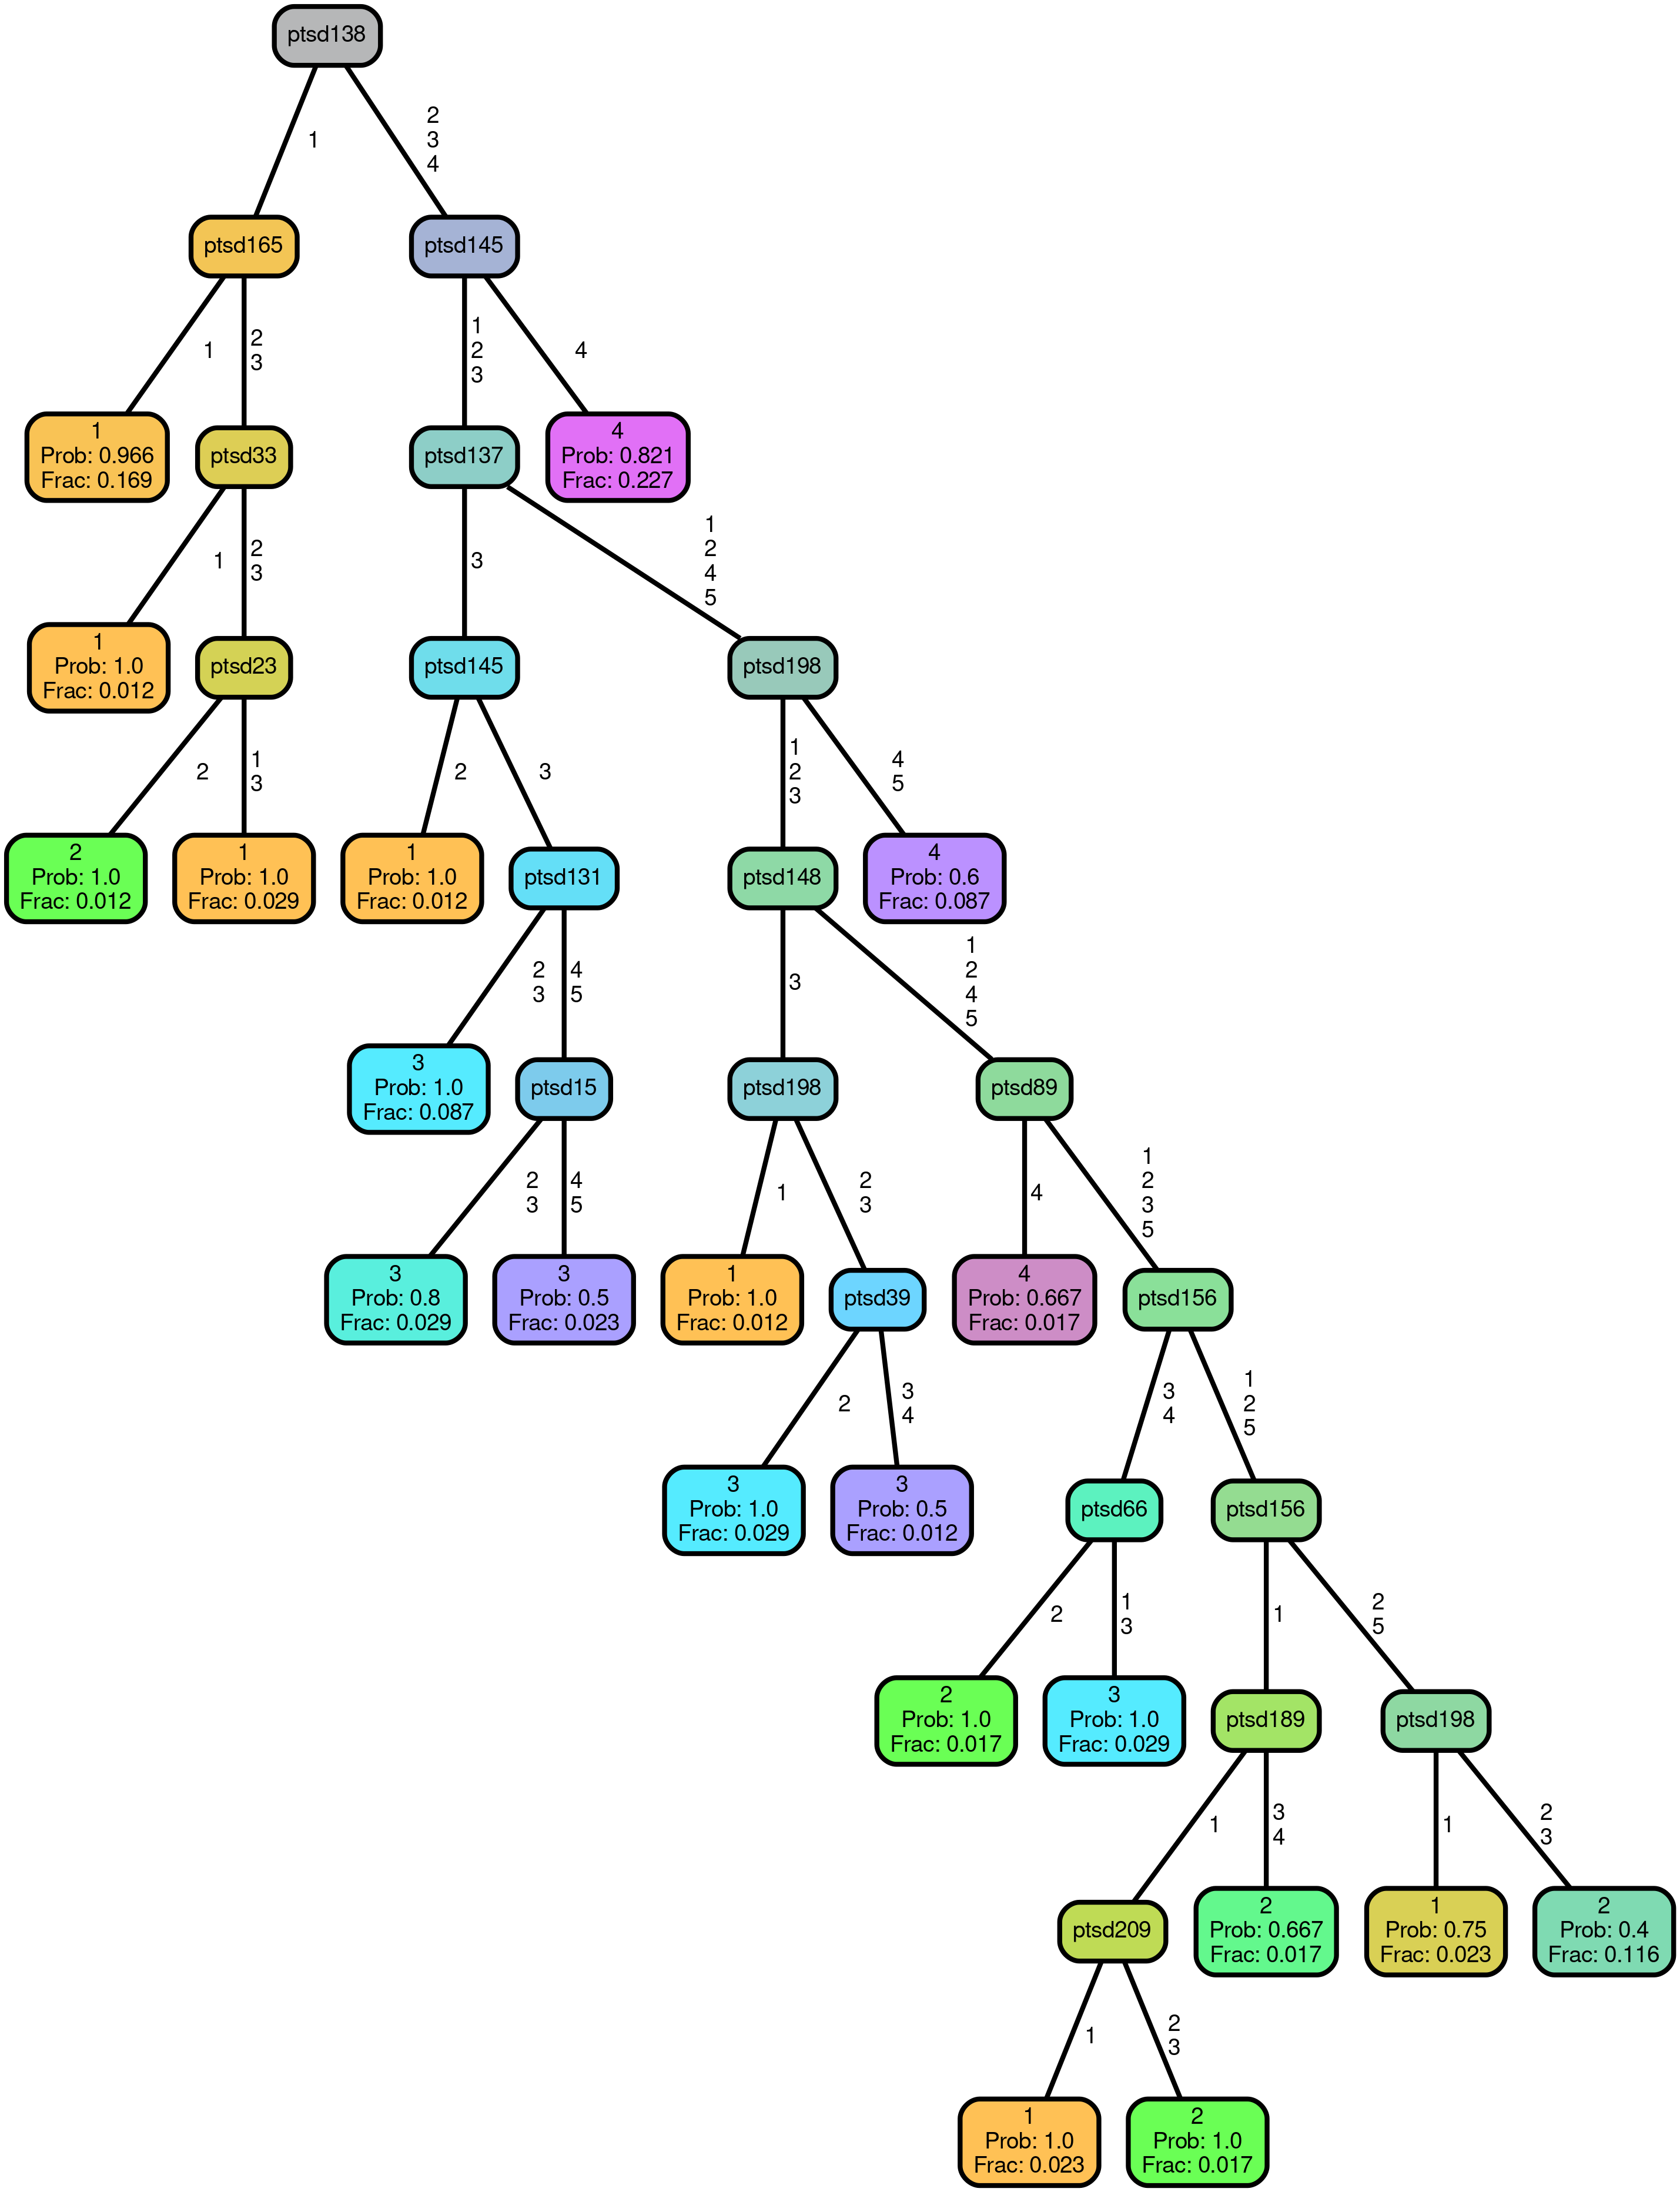 ptsd138
1
2
3
4
ptsd165
ptsd145
1
2
3
1
2
3
4
1
Prob: 0.966
Frac: 0.169
ptsd33
ptsd137
4
Prob: 0.821
Frac: 0.227
1
2
3
3
1
2
4
5
1
Prob: 1.0
Frac: 0.012
ptsd23
ptsd145
ptsd198
2
1
3
2
3
1
2
3
4
5
2
Prob: 1.0
Frac: 0.012
1
Prob: 1.0
Frac: 0.029
1
Prob: 1.0
Frac: 0.012
ptsd131
ptsd148
4
Prob: 0.6
Frac: 0.087
2
3
4
5
3
1
2
4
5
3
Prob: 1.0
Frac: 0.087
ptsd15
ptsd198
ptsd89
2
3
4
5
1
2
3
4
1
2
3
5
3
Prob: 0.8
Frac: 0.029
3
Prob: 0.5
Frac: 0.023
1
Prob: 1.0
Frac: 0.012
ptsd39
4
Prob: 0.667
Frac: 0.017
ptsd156
2
3
4
3
4
1
2
5
3
Prob: 1.0
Frac: 0.029
3
Prob: 0.5
Frac: 0.012
ptsd66
ptsd156
2
1
3
1
2
5
2
Prob: 1.0
Frac: 0.017
3
Prob: 1.0
Frac: 0.029
ptsd189
ptsd198
1
3
4
1
2
3
ptsd209
2
Prob: 0.667
Frac: 0.017
1
Prob: 0.75
Frac: 0.023
2
Prob: 0.4
Frac: 0.116
1
2
3
1
Prob: 1.0
Frac: 0.023
2
Prob: 1.0
Frac: 0.017